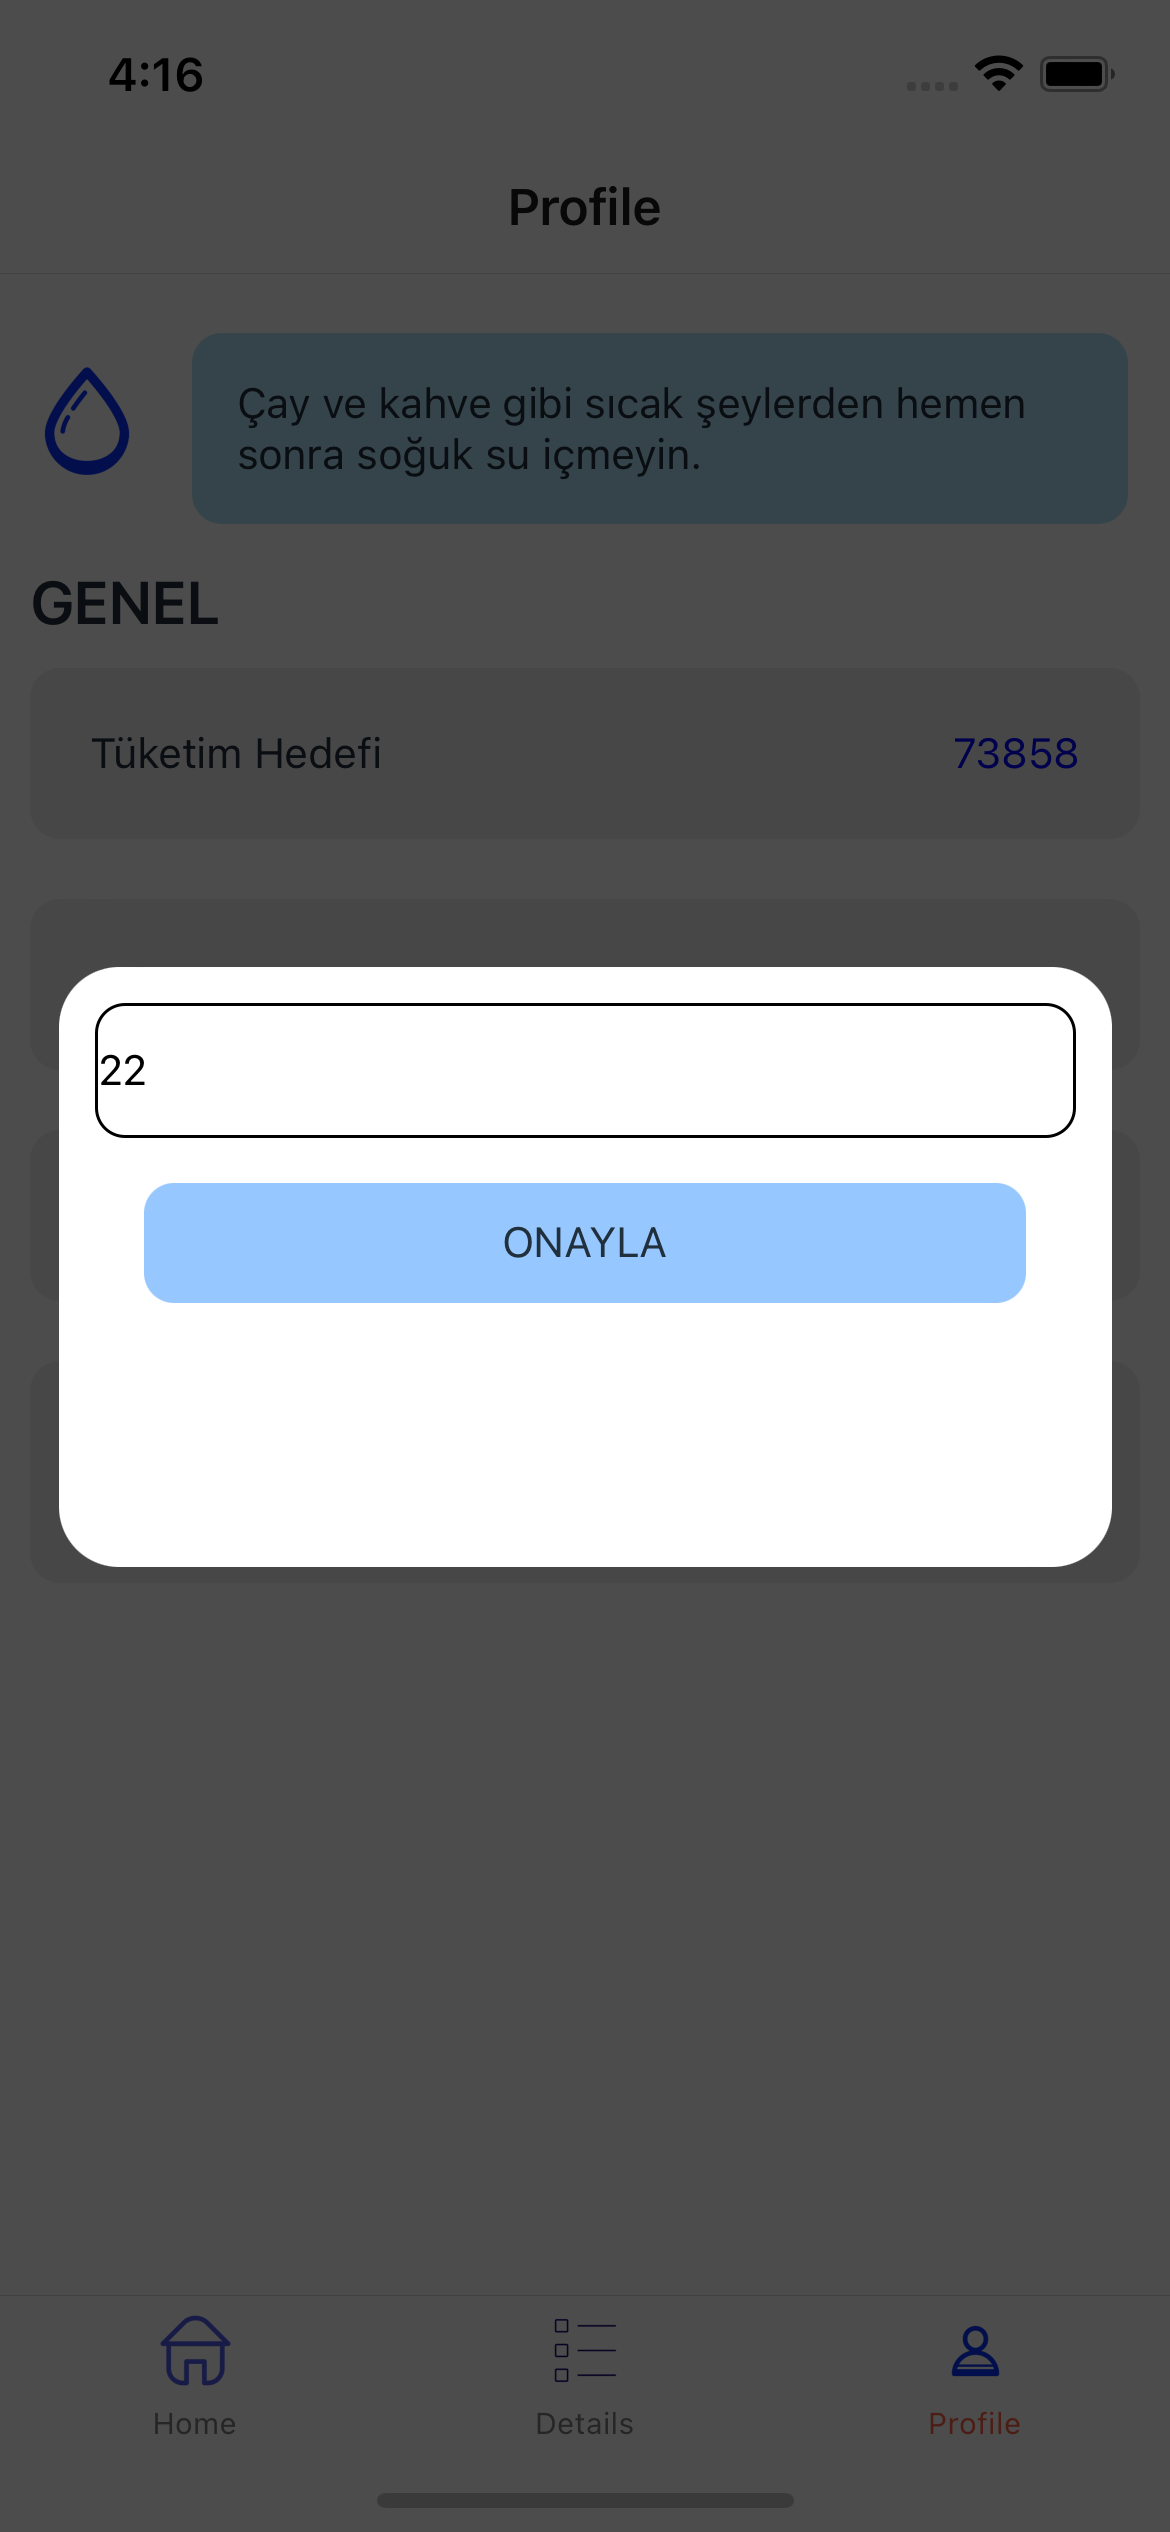 4:16
Profile
Çay ve kahve gibi sıcak şeylerden hemen
sonra soğuk su içmeyin.
GENEL
Tüketim Hedefi 73858
22
ONAYLA
Home Details Profile